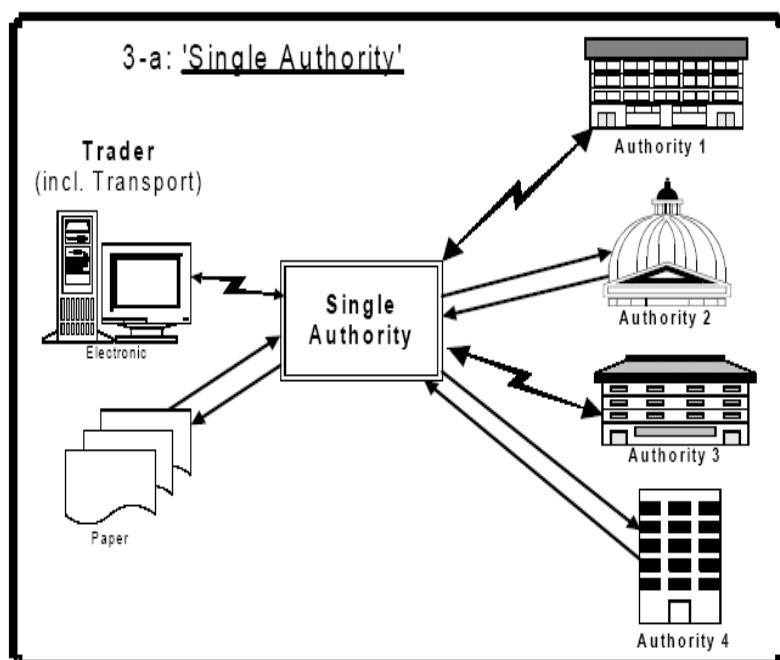 3-a: 'Single Authority'
Trader
(incl. Transport)
Electronic
Paper
Single
Authority
Authority 1
Authority 2
Authority 3
Authority 4